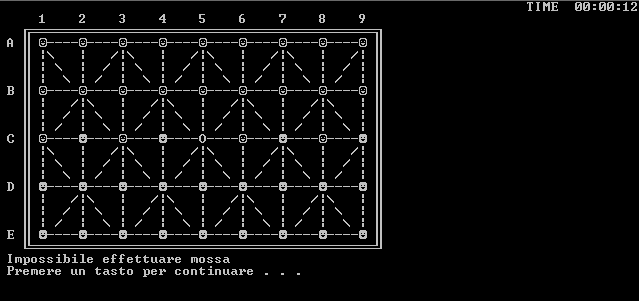 TIME 00:00:12
1 2 3 4 5 6 7 8 9
A
B
C O
D
E
Impossibile effettuare mossa
Premere un tasto per continuare . . .